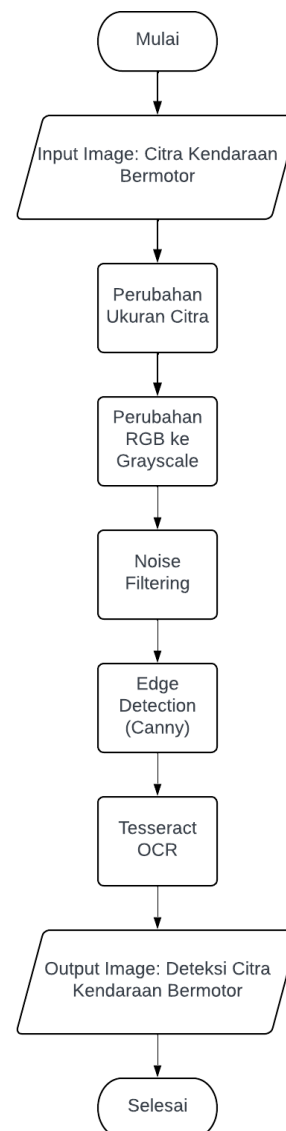 Mulai
Input Image: Citra Kendaraan
Bermotor
Perubahan
Ukuran Citra
Perubahan
RGB ke
Grayscale
Noise
Filtering
Edge
Detection
(Canny)
Tesseract
OCR
Output Image: Deteksi Citra
Kendaraan Bermotor
Selesai